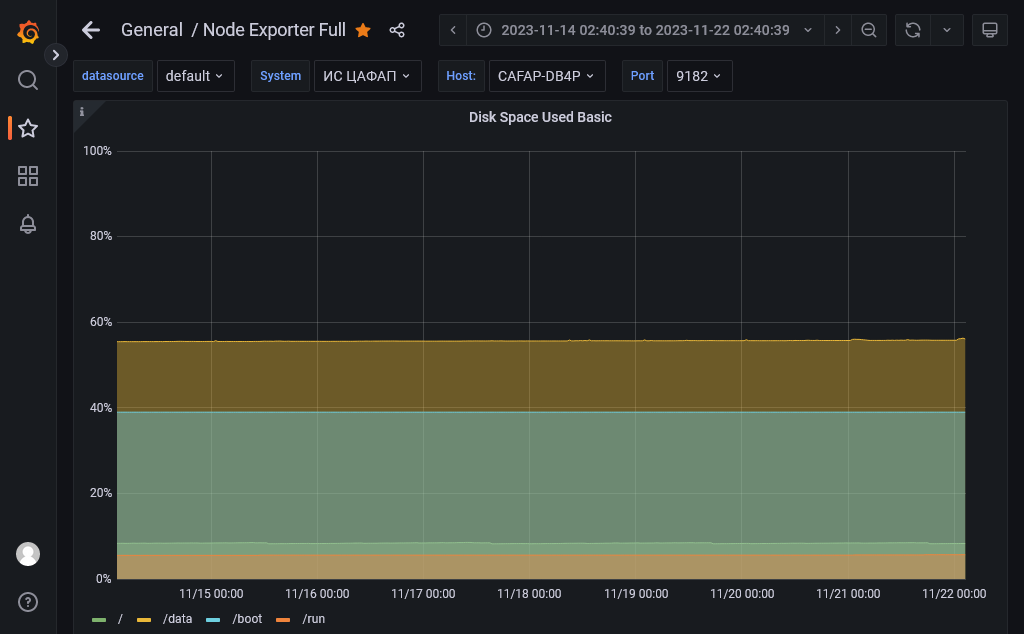 General / Node Exporter Full
2023-11-14 02:40:39 to 2023-11-22 02:40:39
datasource default System ИС ЦАФАП Host: CAFAP-DB4P Port 9182
i
Disk Space Used Basic
100%
80%
60%
40%
20%
0%
11/15 00:00 11/16 00:00 11/17 00:00 11/18 00:00 11/19 00:00 11/20 00:00 11/21 00:00 11/22 00:00
/ /data /boot /run